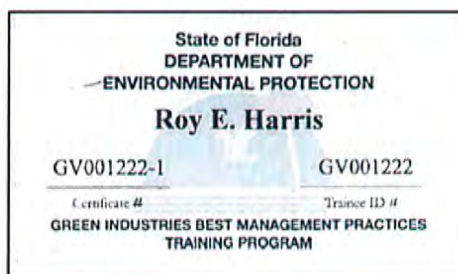 State of Florida
DEPARTMENT OF
ENVIRONMENTAL PROTECTION
Roy E. Harris
GV001222-1 GV001222
Certificate # Trainee ID #
GREEN INDUSTRIES BEST MANAGEMENT PRACTICES
TRAINING PROGRAM